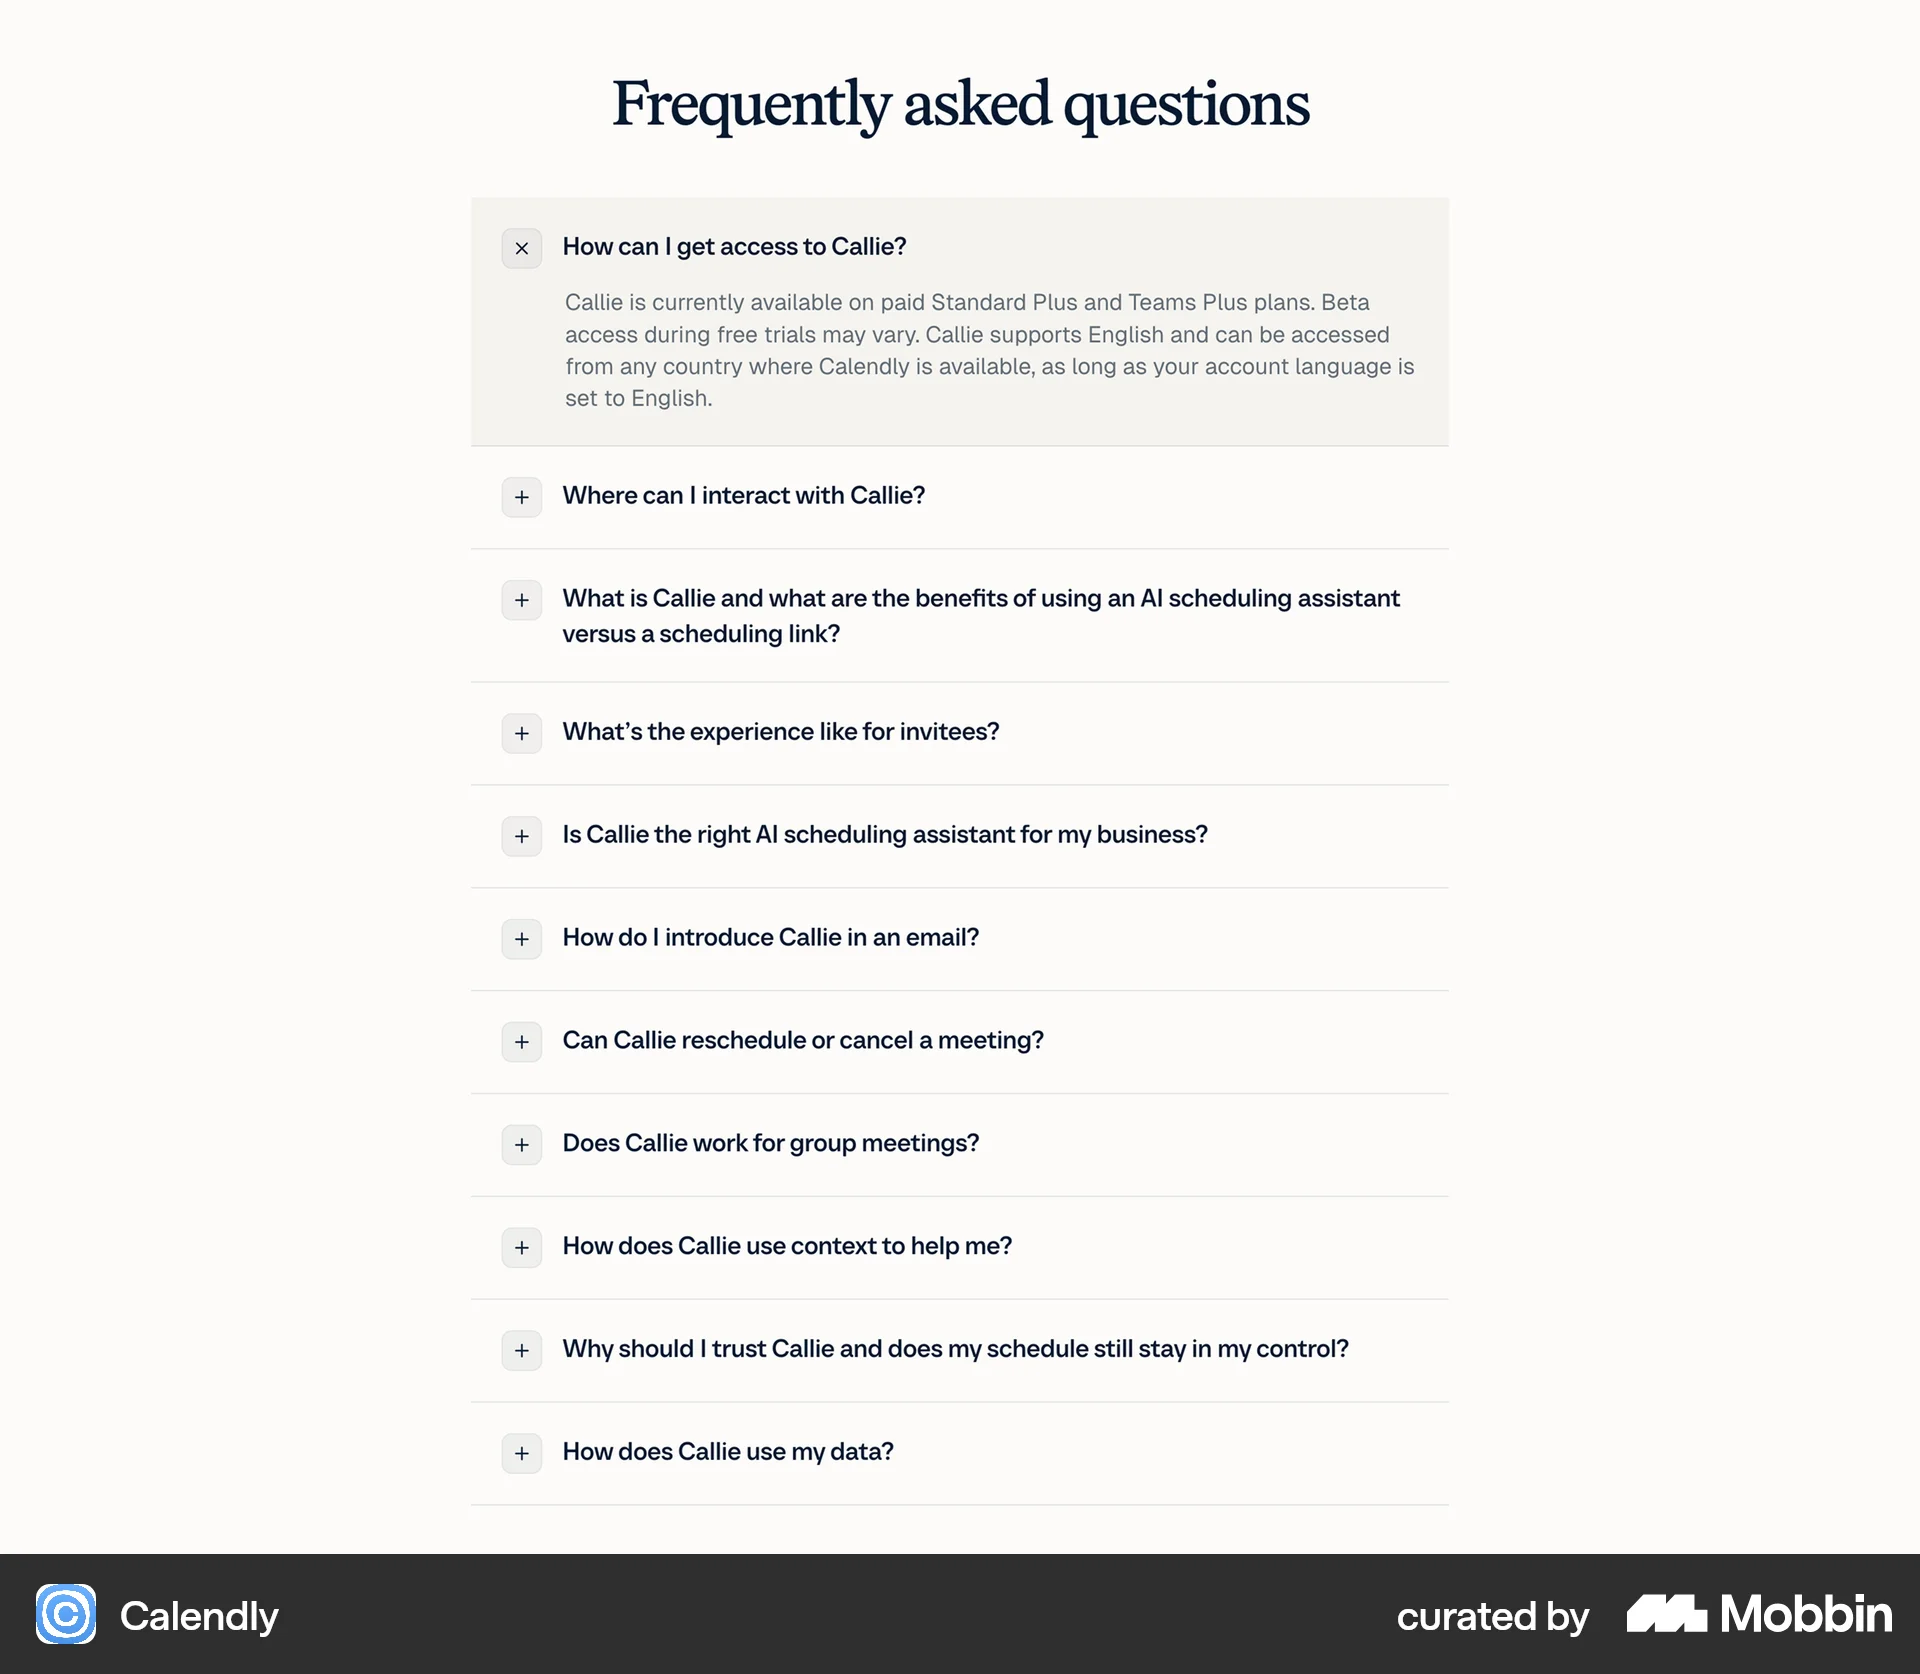 Frequently asked questions
How can I get access to Callie?
Callie is currently available on paid Standard Plus and Teams Plus plans. Beta
access during free trials may vary. Callie supports English and can be accessed
from any country where Calendly is available, as long as your account language is
set to English.
Where can I interact with Callie?
What is Callie and what are the benefits of using an AI scheduling assistant
versus a scheduling link?
What’s the experience like for invitees?
Is Callie the right AI scheduling assistant for my business?
How do I introduce Callie in an email?
Can Callie reschedule or cancel a meeting?
Does Callie work for group meetings?
How does Callie use context to help me?
Why should I trust Callie and does my schedule still stay in my control?
How does Callie use my data?
Calendly
curated by Mobbin